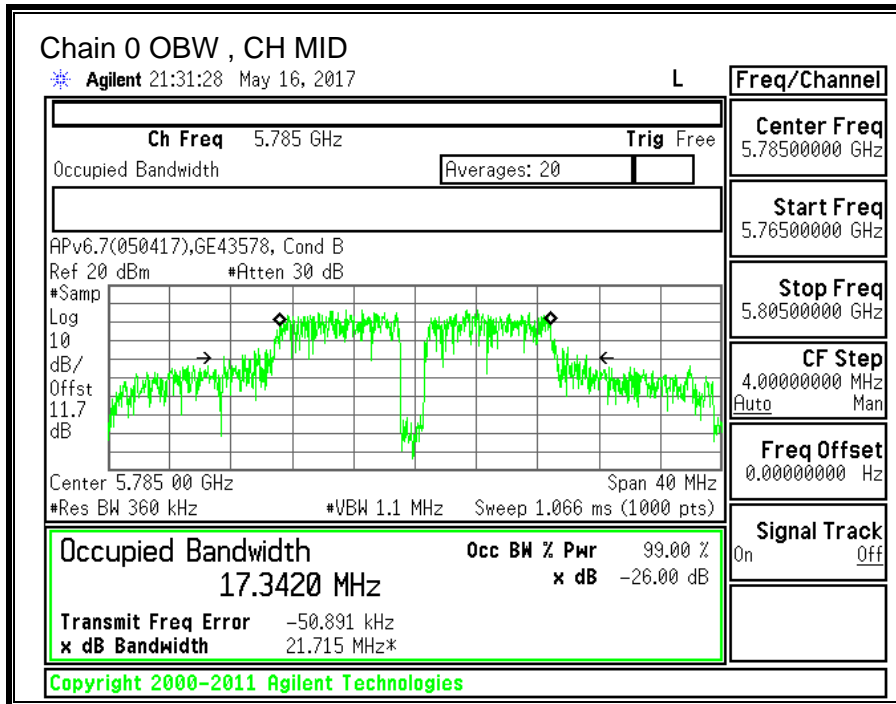 Chain 0 OBW , CH MID
Agilent 21:31:28 May 16, 2017 L
Freq/Channel
Ch Freq 5.785 GHz Trig Free
Occupied Bandwidth Averages: 20
APv6.7(050417),GE43578, Cond B
Ref 20 dBm #Atten 30 dB
#Samp
Log
10
dB/
Offst
11.7
dB
Center 5.785 00 GHz Span 40 MHz
#Res BW 360 kHz #VBW 1.1 MHz Sweep 1.066 ms (1000 pts)
Occupied Bandwidth
17.3420 MHz
Occ BW % Pwr 99.00 %
x dB -26.00 dB
Transmit Freq Error -50.891 kHz
x dB Bandwidth 21.715 MHz*
Center Freq
5.78500000 GHz
Start Freq
5.76500000 GHz
Stop Freq
5.80500000 GHz
CF Step
4.00000000 MHz
Auto Man
Freq Offset
0.00000000 Hz
Signal Track
On Off
Copyright 2000-2011 Agilent Technologies